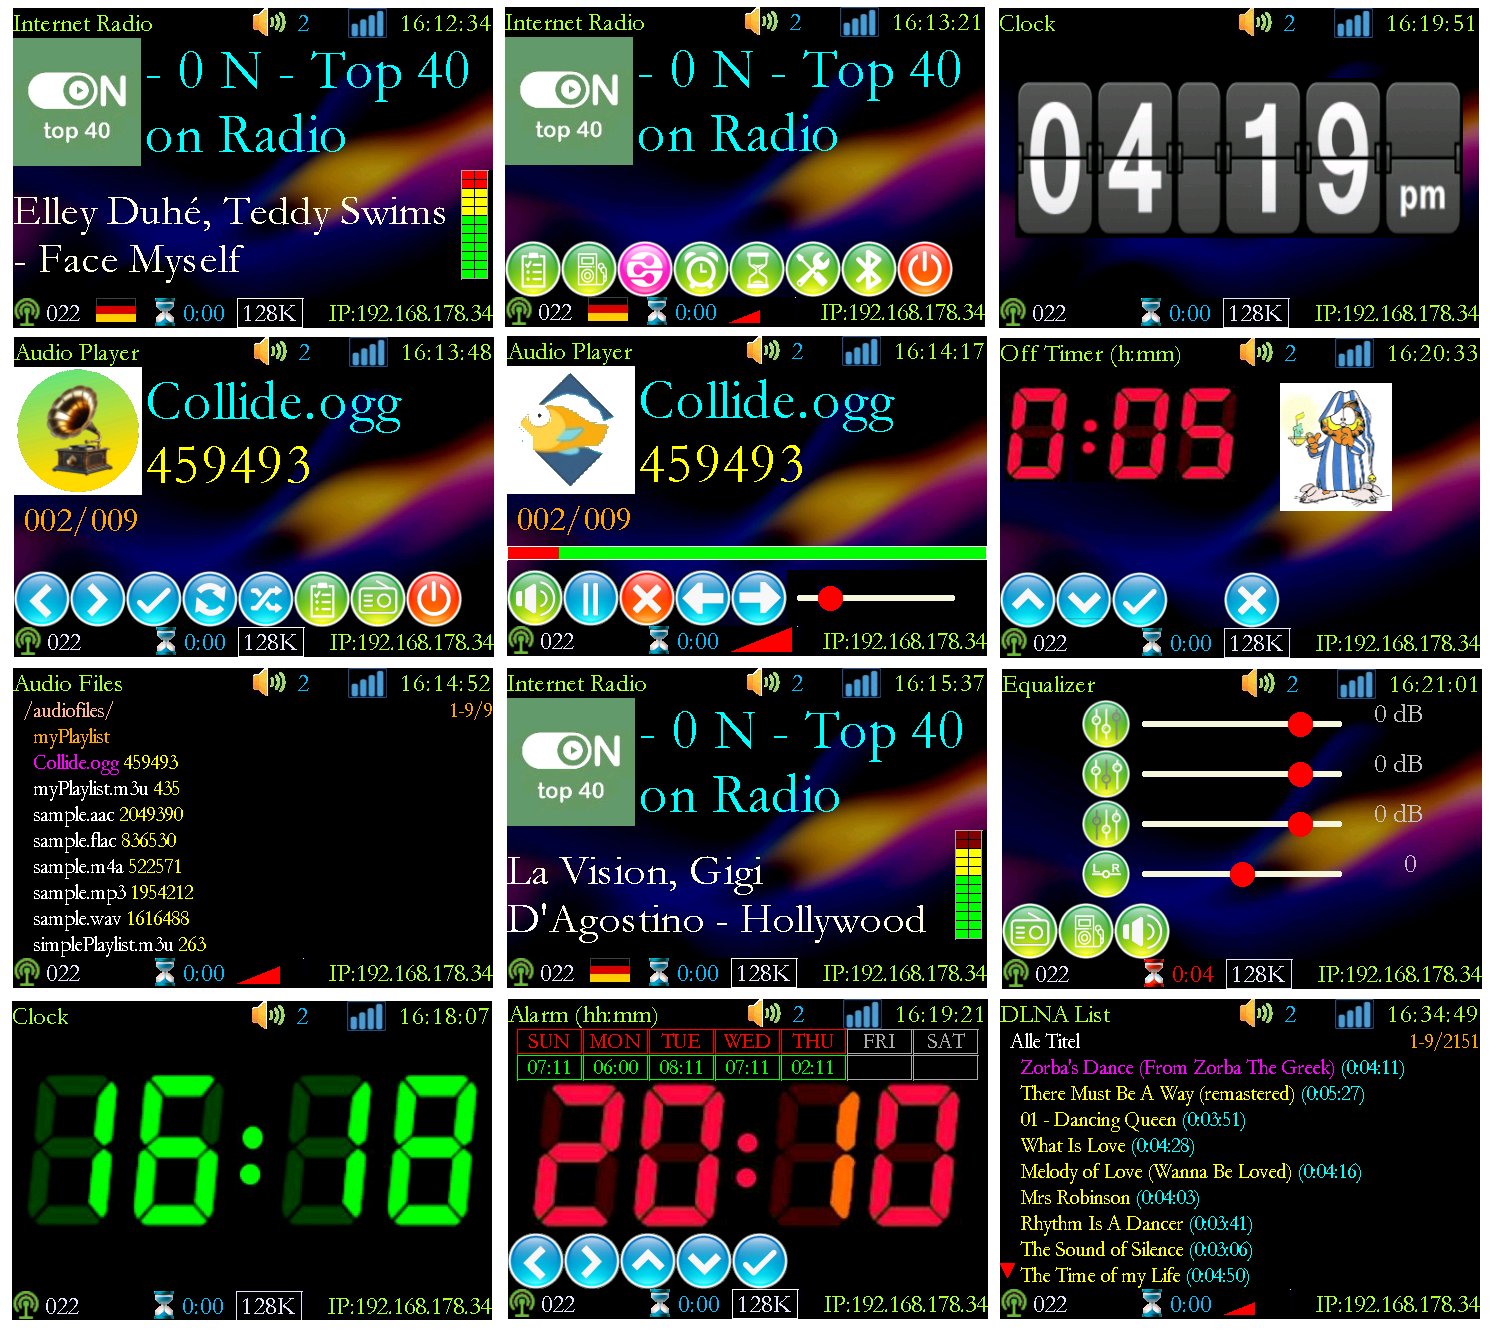 Internet Radio 2 16:12:34
ON
top 40
- 0 N - Top 40
on Radio
Elley Duhé, Teddy Swims
- Face Myself
022 0:00 128K IP:192.168.178.34
Internet Radio 2 16:13:21
ON
top 40
- 0 N - Top 40
on Radio
022 0:00 IP:192.168.178.34
Clock 2 16:19:51
04 19 pm
022 0:00 128K IP:192.168.178.34
Audio Player 2 16:13:48
Collide.ogg
459493
002/009
022 0:00 128K IP:192.168.178.34
Audio Player 2 16:14:17
Collide.ogg
459493
002/009
022 0:00 IP:192.168.178.34
Off Timer (h:mm) 2 16:20:33
0:05
022 0:00 128K IP:192.168.178.34
Audio Files 2 16:14:52
/audiofiles/ 1-9/9
myPlaylist
Collide.ogg 459493
myPlaylist.m3u 435
sample.aac 2049390
sample.flac 836530
sample.m4a 522571
sample.mp3 1954212
sample.wav 1616488
simplePlaylist.m3u 263
022 0:00 IP:192.168.178.34
Internet Radio 2 16:15:37
ON
top 40
- 0 N - Top 40
on Radio
La Vision, Gigi
D'Agostino - Hollywood
022 0:00 128K IP:192.168.178.34
Equalizer 2 16:21:01
0 dB
0 dB
0 dB
L R 0
022 0:04 128K IP:192.168.178.34
Clock 2 16:18:07
16:18
022 0:00 128K IP:192.168.178.34
Alarm (hh:mm) 2 16:19:21
SUN MON TUE WED THU FRI SAT
07:11 06:00 08:11 07:11 02:11
20:10
022 0:00 128K IP:192.168.178.34
DLNA List 2 16:34:49
Alle Titel 1-9/2151
Zorba's Dance (From Zorba The Greek) (0:04:11)
There Must Be A Way (remastered) (0:05:27)
01 - Dancing Queen (0:03:51)
What Is Love (0:04:28)
Melody of Love (Wanna Be Loved) (0:04:16)
Mrs Robinson (0:04:03)
Rhythm Is A Dancer (0:03:41)
The Sound of Silence (0:03:06)
The Time of my Life (0:04:50)
022 0:00 IP:192.168.178.34